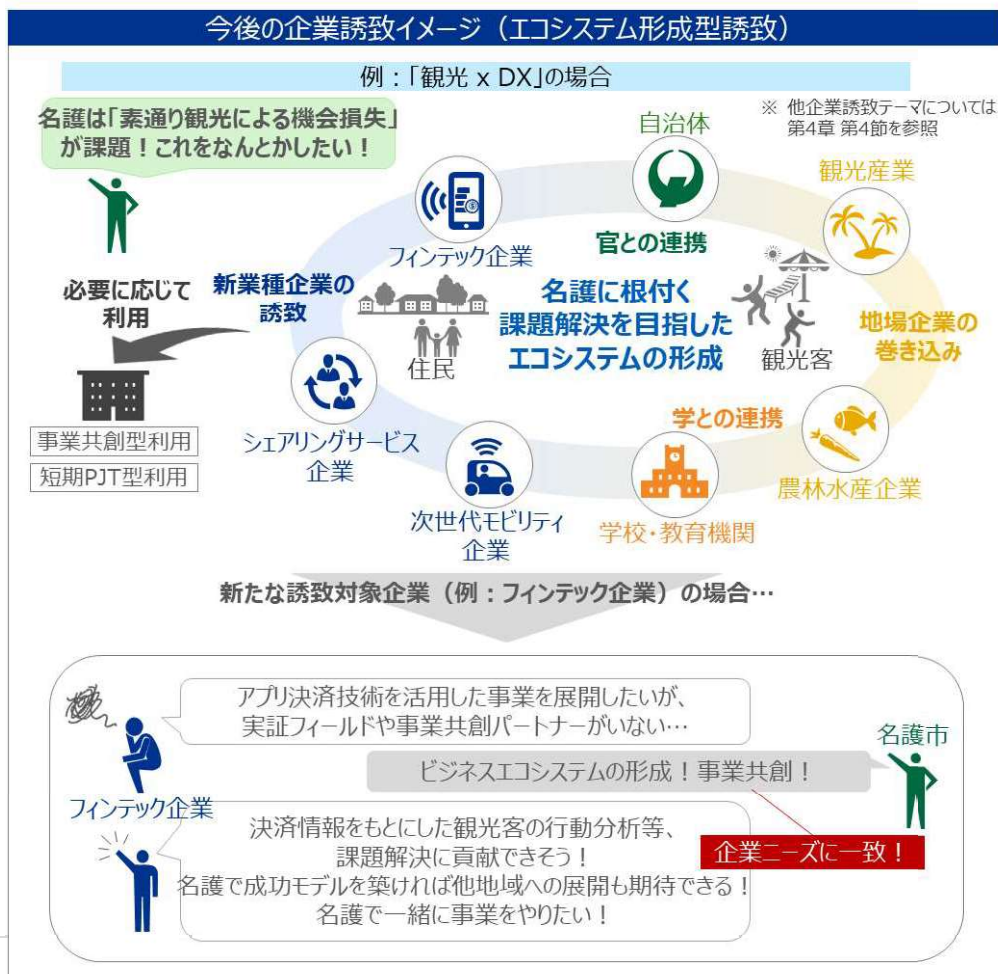 今後の企業誘致イメージ（エコシステム形成型誘致）
例：「観光 x DX」の場合
名護は「素通り観光による機会損失」
が課題！これをなんとかしたい！
※ 他企業誘致テーマについては
第4章 第4節を参照
自治体
観光産業
フィンテック企業
官との連携
必要に応じて
利用
新業種企業の
誘致
名護に根付く
課題解決を目指した
エコシステムの形成
住民
観光客
地場企業の
巻き込み
事業共創型利用
短期PJT型利用
シェアリングサービス
企業
学との連携
次世代モビリティ
企業
学校・教育機関
農林水産企業
新たな誘致対象企業（例：フィンテック企業）の場合…
アプリ決済技術を活用した事業を展開したいが、
実証フィールドや事業共創パートナーがいない…
名護市
ビジネスエコシステムの形成！事業共創！
フィンテック企業
企業ニーズに一致！
決済情報をもとにした観光客の行動分析等、
課題解決に貢献できそう！
名護で成功モデルを築ければ他地域への展開も期待できる！
名護で一緒に事業をやりたい！